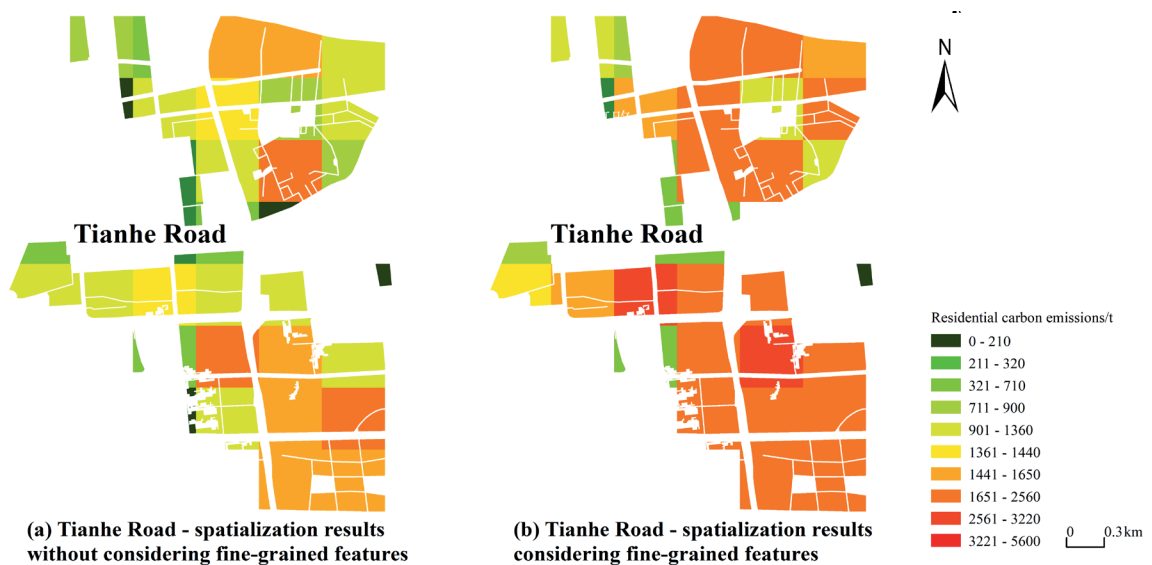 N
Tianhe Road
Tianhe Road
Residential carbon emissions/t
0 - 210
211 - 320
321 - 710
711 - 900
901 - 1360
1361 - 1440
1441 - 1650
1651 - 2560
2561 - 3220
3221 - 5600
0 0.3 km
(a) Tianhe Road - spatialization results
without considering fine-grained features
(b) Tianhe Road - spatialization results
considering fine-grained features